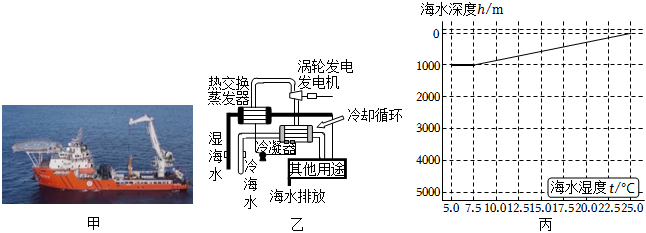 甲
热交换
蒸发器
涡轮发电
发电机
冷却循环
湿
海
水
冷
海
水
冷凝器
其他用途
海水排放
乙
海水深度h/m
0
1000
1000
2000
3000
4000
5000
海水湿度 t/°C
5.0 7.5 10.0 12.5 15.0 17.5 20.0 22.5 25.0
丙